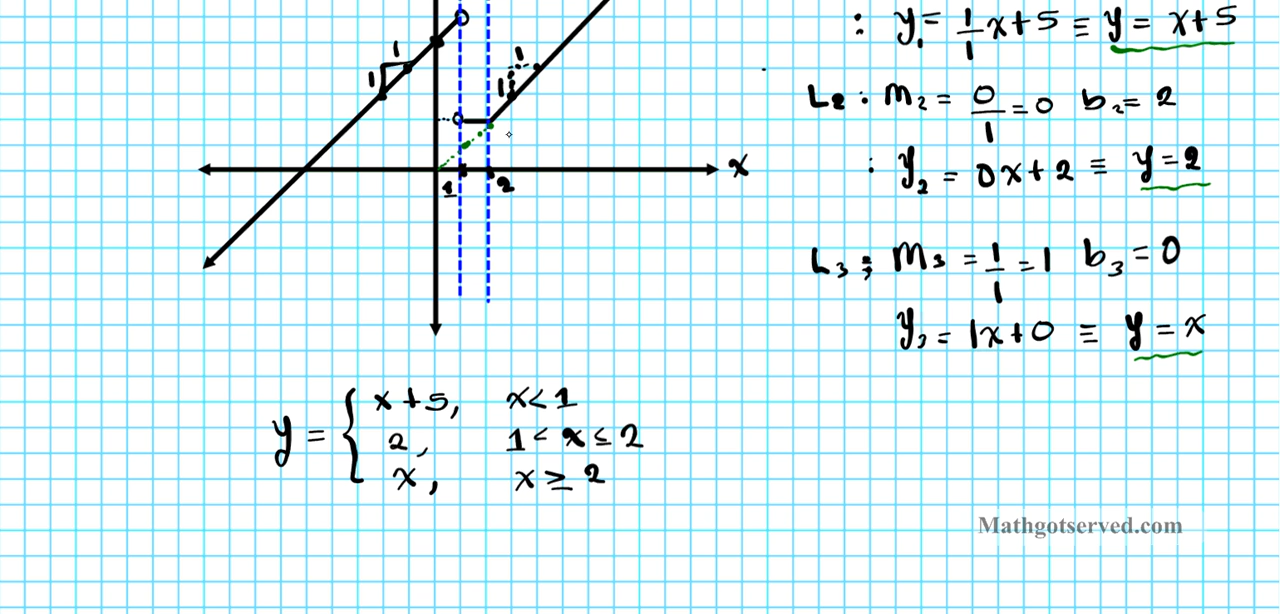 : y₁ = 1/1 x + 5 ≡ y = x + 5
L₂ : m₂ = 0/1 = 0 b₂ = 2
: y₂ = 0x + 2 ≡ y = 2
L₃ : m₃ = 1/1 = 1 b₃ = 0
y₃ = 1x + 0 ≡ y = x
1
1
1
1
x
1 2
y = { x + 5, x < 1
2, 1 < x ≤ 2
x, x ≥ 2
Mathgotserved.com